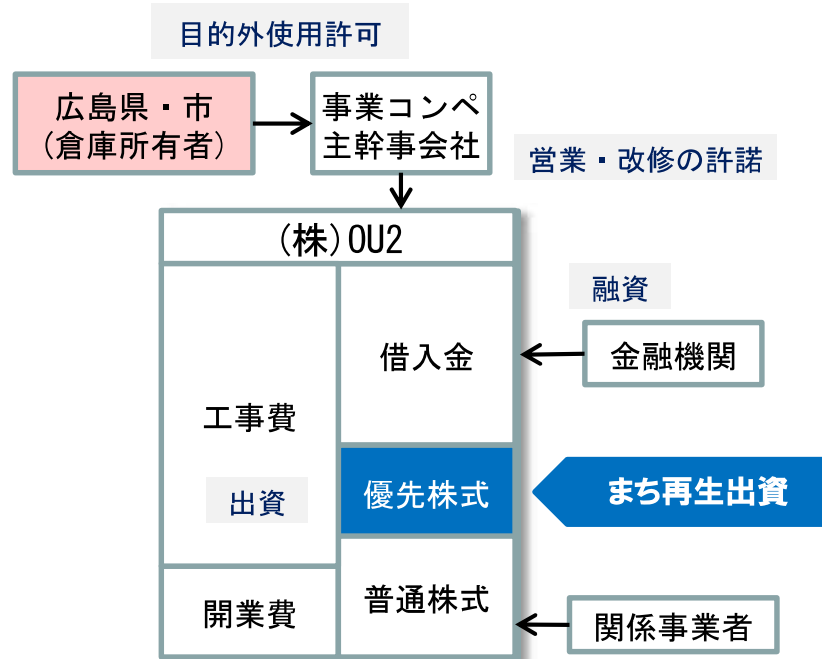 目的外使用許可
広島県・市
(倉庫所有者)
事業コンペ
主幹事会社
営業・改修の許諾
(株)OU2
融資
借入金
金融機関
工事費
出資
優先株式
まち再生出資
開業費
普通株式
関係事業者